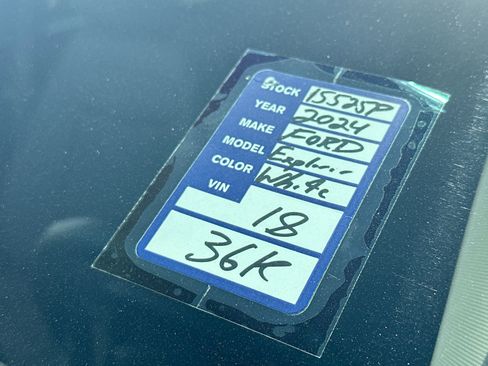 STOCK 15525P
YEAR 2024
MAKE FORD
MODEL Explorer
COLOR White
VIN
18
36K